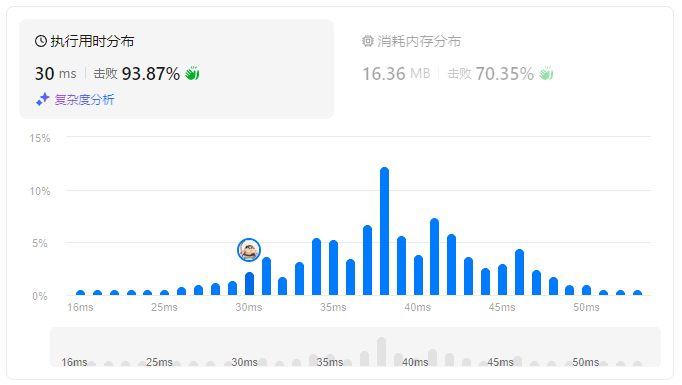 执行用时分布
30 ms | 击败 93.87%
复杂度分析
消耗内存分布
16.36 MB | 击败 70.35%
15%
10%
5%
0%
16ms 25ms 30ms 35ms 40ms 45ms 50ms
16ms 25ms 30ms 35ms 40ms 45ms 50ms